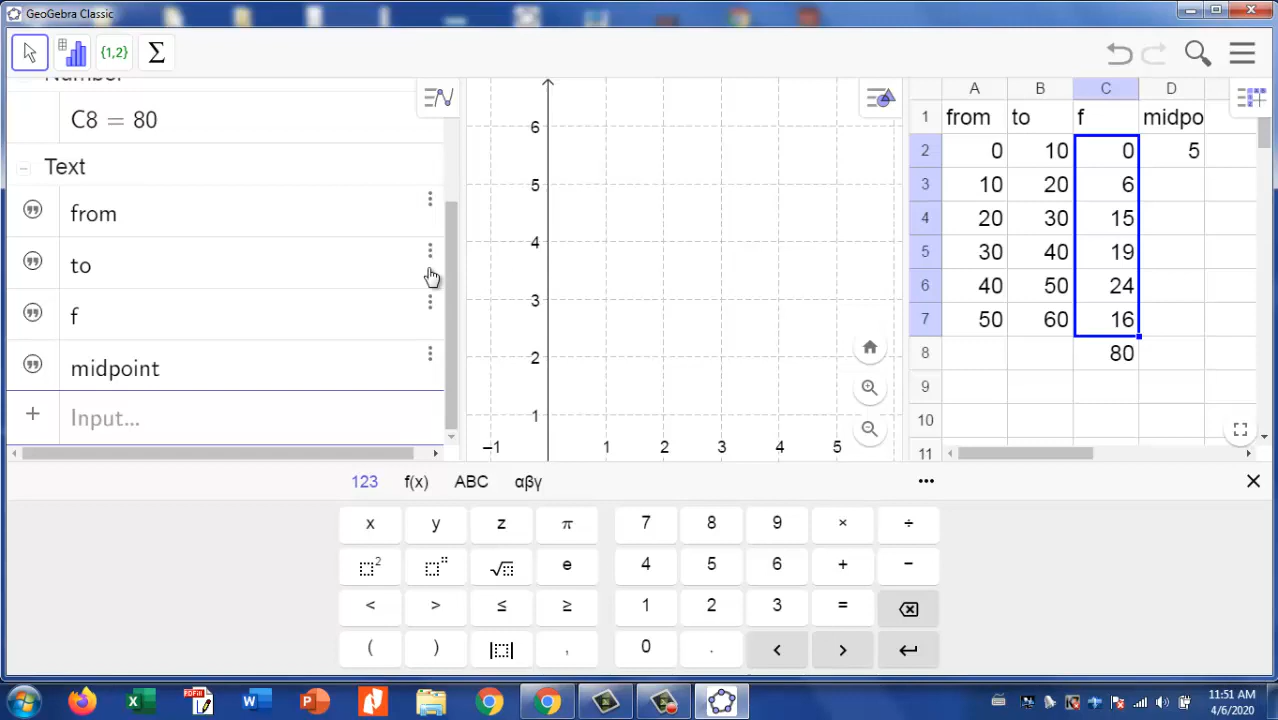 GeoGebra Classic
{1,2} Σ
Number
C8 = 80
Text
from
to
f
midpoint
+ Input...
6
5
4
3
2
1
−1 1 2 3 4 5
A B C D
1 from to f midpo
2 0 10 0 5
3 10 20 6
4 20 30 15
5 30 40 19
6 40 50 24
7 50 60 16
8 80
9
10
11
123 f(x) ABC αβγ
x y z π 7 8 9 × ÷
2 e 4 5 6 + −
< > ≤ ≥ 1 2 3 =
( ) , 0 . < >
11:51 AM
4/6/2020